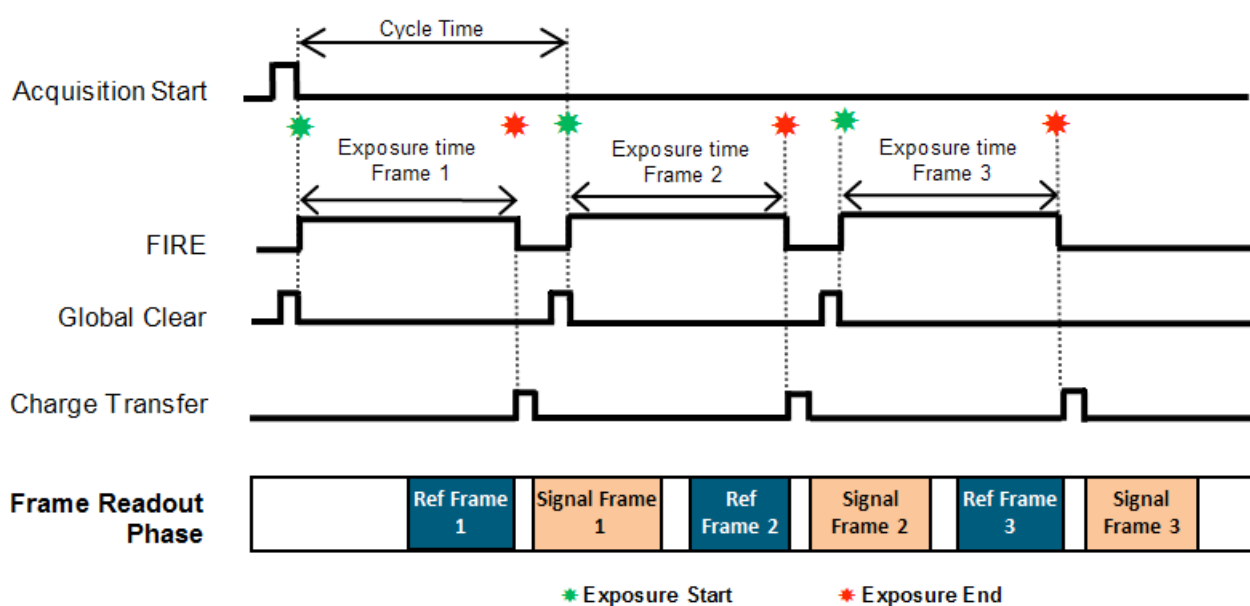 Cycle Time
Acquisition Start
Exposure time
Frame 1
Exposure time
Frame 2
Exposure time
Frame 3
FIRE
Global Clear
Charge Transfer
Frame Readout
Phase
Ref Frame
1
Signal Frame
1
Ref
Frame 2
Signal
Frame 2
Ref Frame
3
Signal
Frame 3
Exposure Start
Exposure End